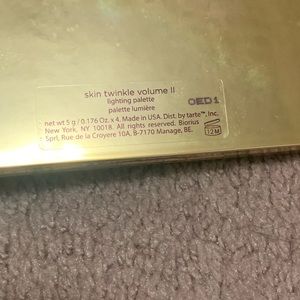 skin twinkle volume II
lighting palette
palette lumière
OED1
net wt 5 g / 0.176 Oz. x 4. Made in USA. Dist. by tarte™, Inc.
New York, NY. 10018. All rights reserved. Biorius
Sprl, Rue de la Croyere 10A, B-7170 Manage, BE.
12M